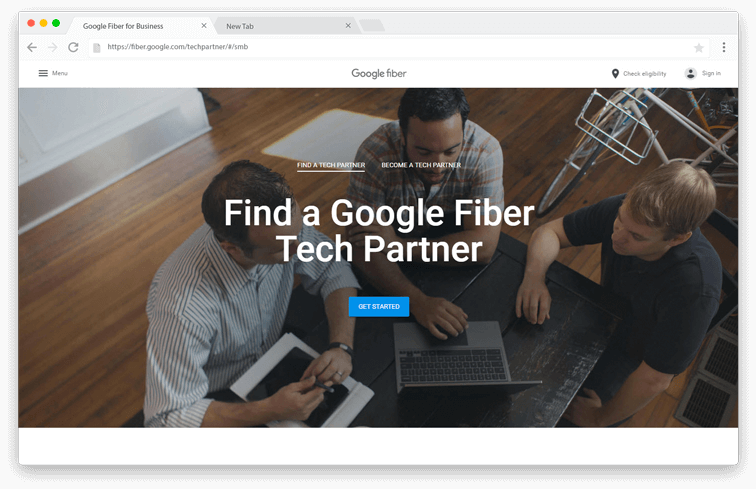 Google Fiber for Business
New Tab
https://fiber.google.com/techpartner/#/smb
Menu
Google fiber
Check eligibility
Sign in
FIND A TECH PARTNER
BECOME A TECH PARTNER
Find a Google Fiber
Tech Partner
GET STARTED